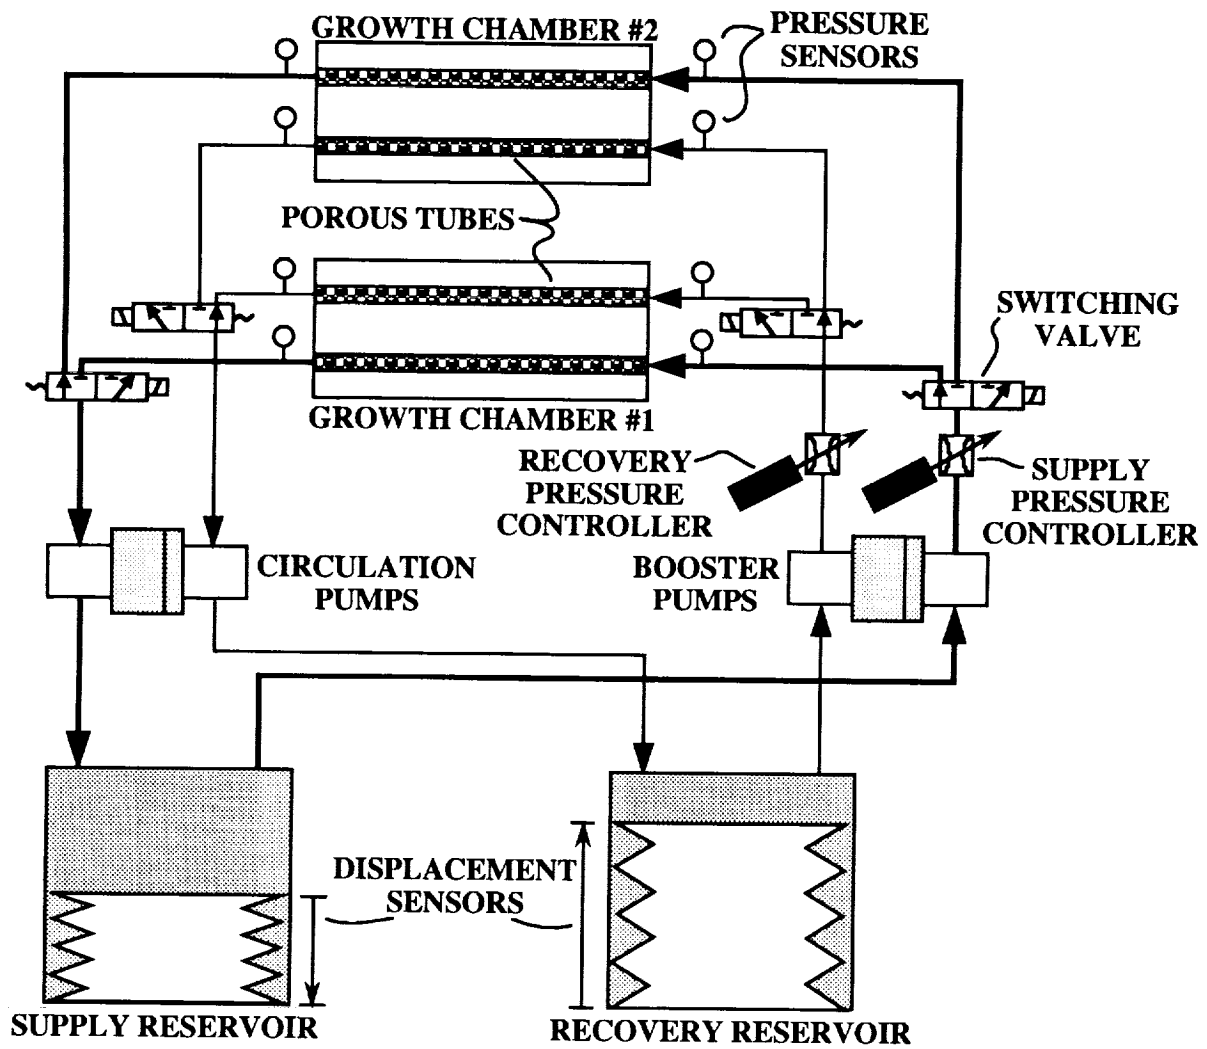 GROWTH CHAMBER #2
PRESSURE
SENSORS
POROUS TUBES
SWITCHING
VALVE
GROWTH CHAMBER #1
RECOVERY
PRESSURE
CONTROLLER
SUPPLY
PRESSURE
CONTROLLER
CIRCULATION
PUMPS
BOOSTER
PUMPS
DISPLACEMENT
SENSORS
SUPPLY RESERVOIR
RECOVERY RESERVOIR